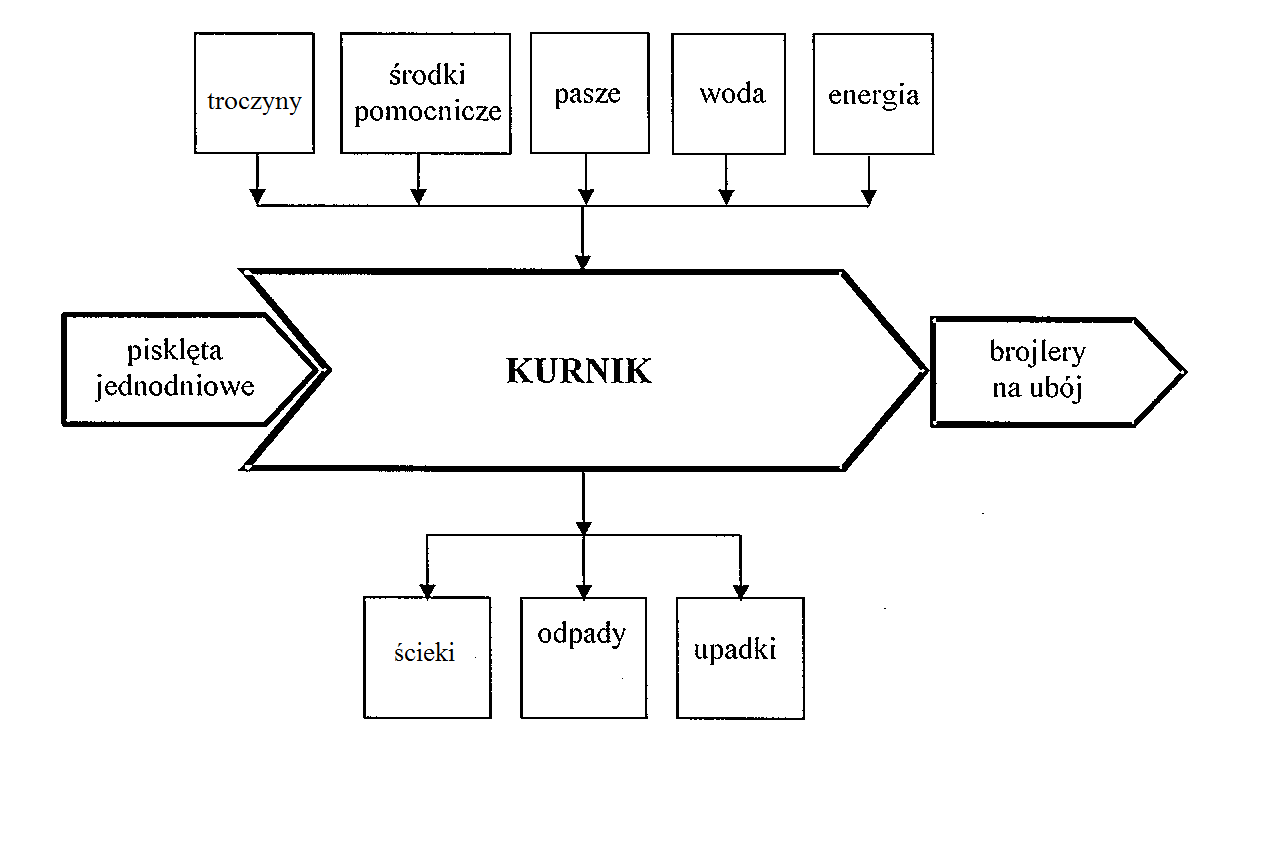 troczyny
środki
pomocnicze
pasze
woda
energia
pisklęta
jednodniowe
KURNIK
brojlery
na ubój
ścieki
odpady
upadki